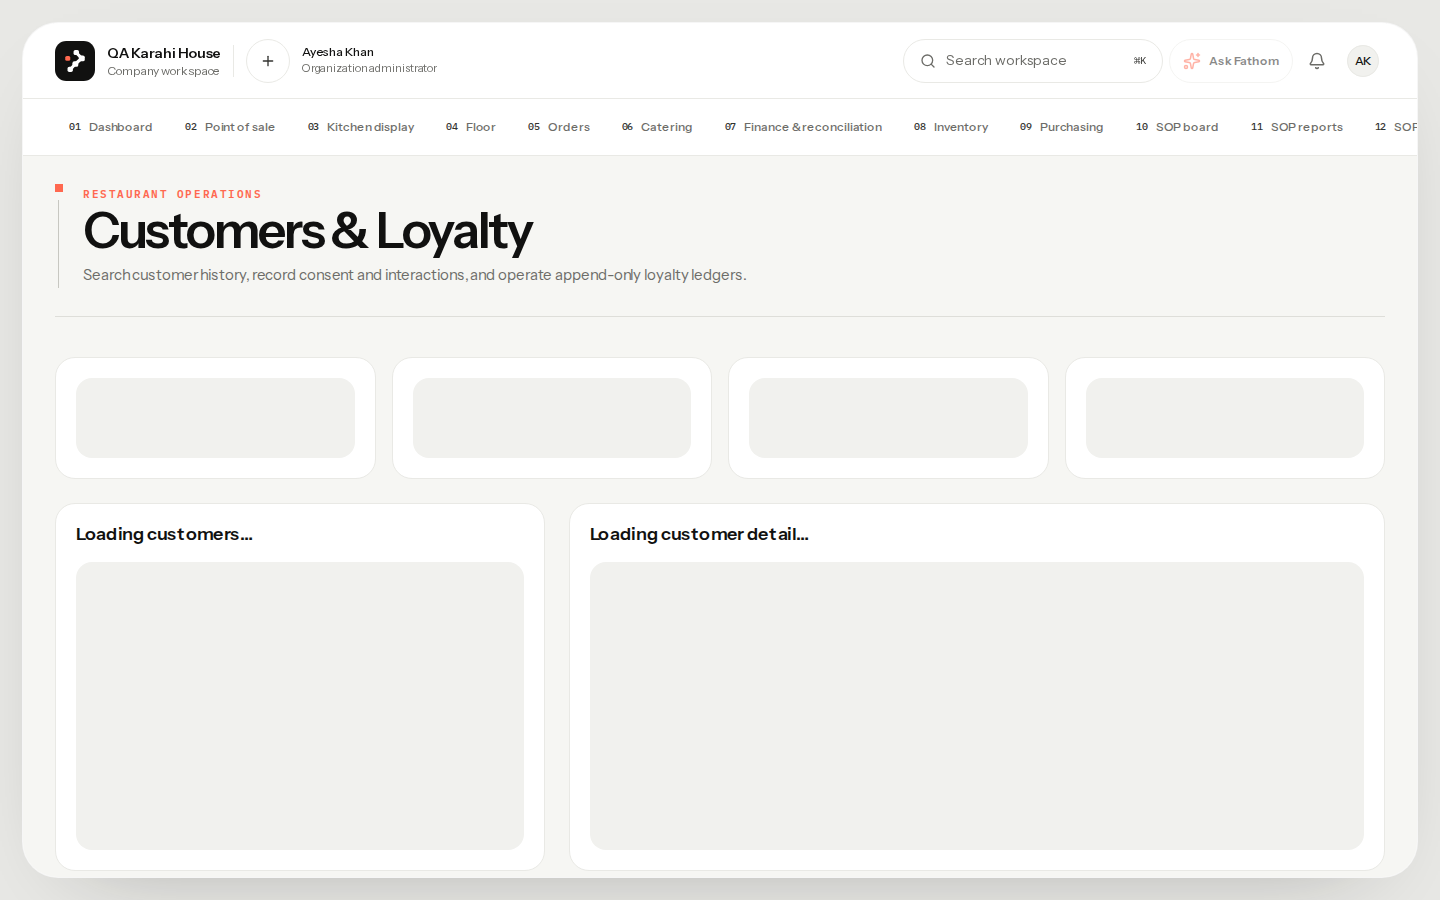 QA Karahi House
Company workspace
Ayesha Khan
Organization administrator
Search workspace
⌘K
Ask Fathom
AK
01 Dashboard
02 Point of sale
03 Kitchen display
04 Floor
05 Orders
06 Catering
07 Finance & reconciliation
08 Inventory
09 Purchasing
10 SOP board
11 SOP reports
12 SOP
RESTAURANT OPERATIONS
Customers & Loyalty
Search customer history, record consent and interactions, and operate append-only loyalty ledgers.
Loading customers...
Loading customer detail...